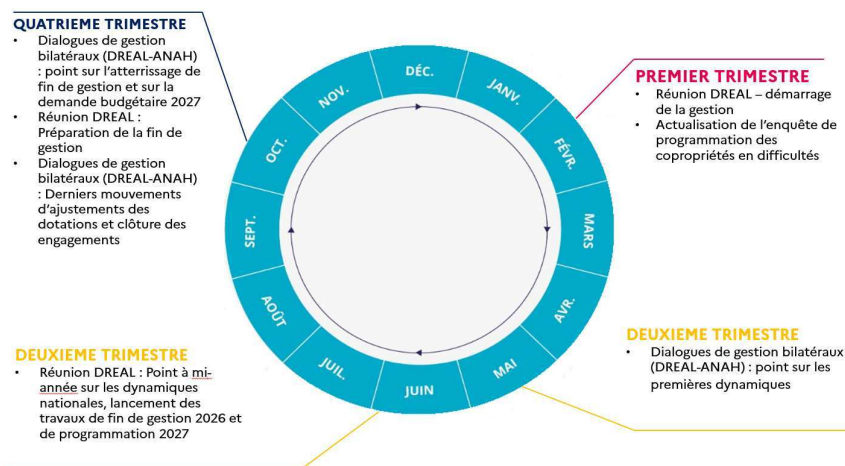 QUATRIEME TRIMESTRE
• Dialogues de gestion
bilatéraux (DREAL-ANAH)
: point sur l'atterrissage de
fin de gestion et sur la
demande budgétaire 2027
• Réunion DREAL :
Préparation de la fin de
gestion
• Dialogues de gestion
bilatéraux (DREAL-ANAH)
: Derniers mouvements
d'ajustements des
dotations et clôture des
engagements
DÉC.
JANV.
FÉVR.
MARS
AVR.
MAI
JUIN
JUIL.
AOÛT
SEPT.
OCT.
NOV.
PREMIER TRIMESTRE
• Réunion DREAL – démarrage
de la gestion
• Actualisation de l'enquête de
programmation des
copropriétés en difficultés
DEUXIEME TRIMESTRE
• Dialogues de gestion bilatéraux
(DREAL-ANAH) : point sur les
premières dynamiques
DEUXIEME TRIMESTRE
• Réunion DREAL : Point à mi-
année sur les dynamiques
nationales, lancement des
travaux de fin de gestion 2026 et
de programmation 2027